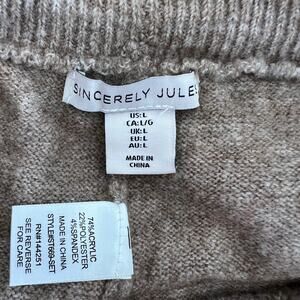 SINCERELY JULES
US:L
CA:L/G
UK:L
EU:L
AU:L
MADE IN
CHINA
74%ACRYLIC
22%POLYESTER
4%SPANDEX
MADE IN CHINA
STYLE#ST669-SET
RN#144251
SEE REVERSE
FOR CARE